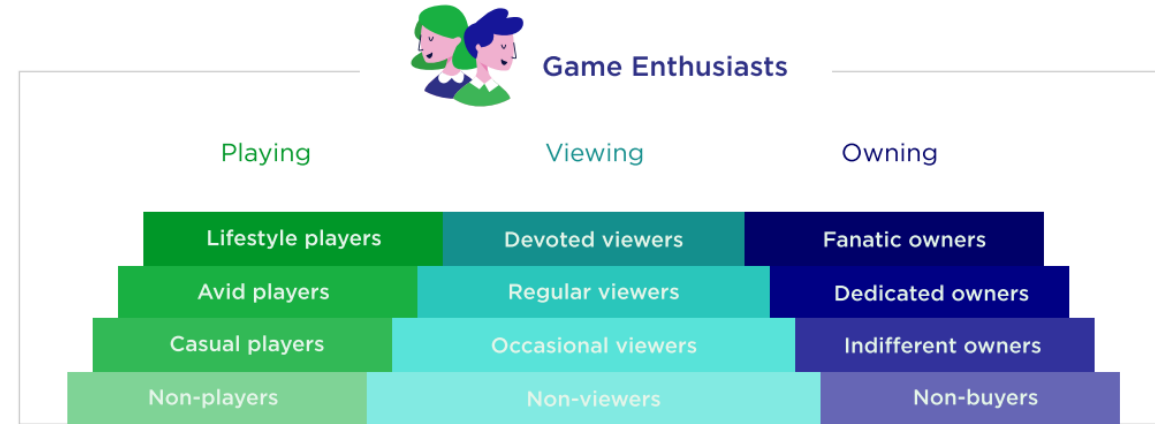 Game Enthusiasts
Playing Viewing Owning
Lifestyle players Devoted viewers Fanatic owners
Avid players Regular viewers Dedicated owners
Casual players Occasional viewers Indifferent owners
Non-players Non-viewers Non-buyers